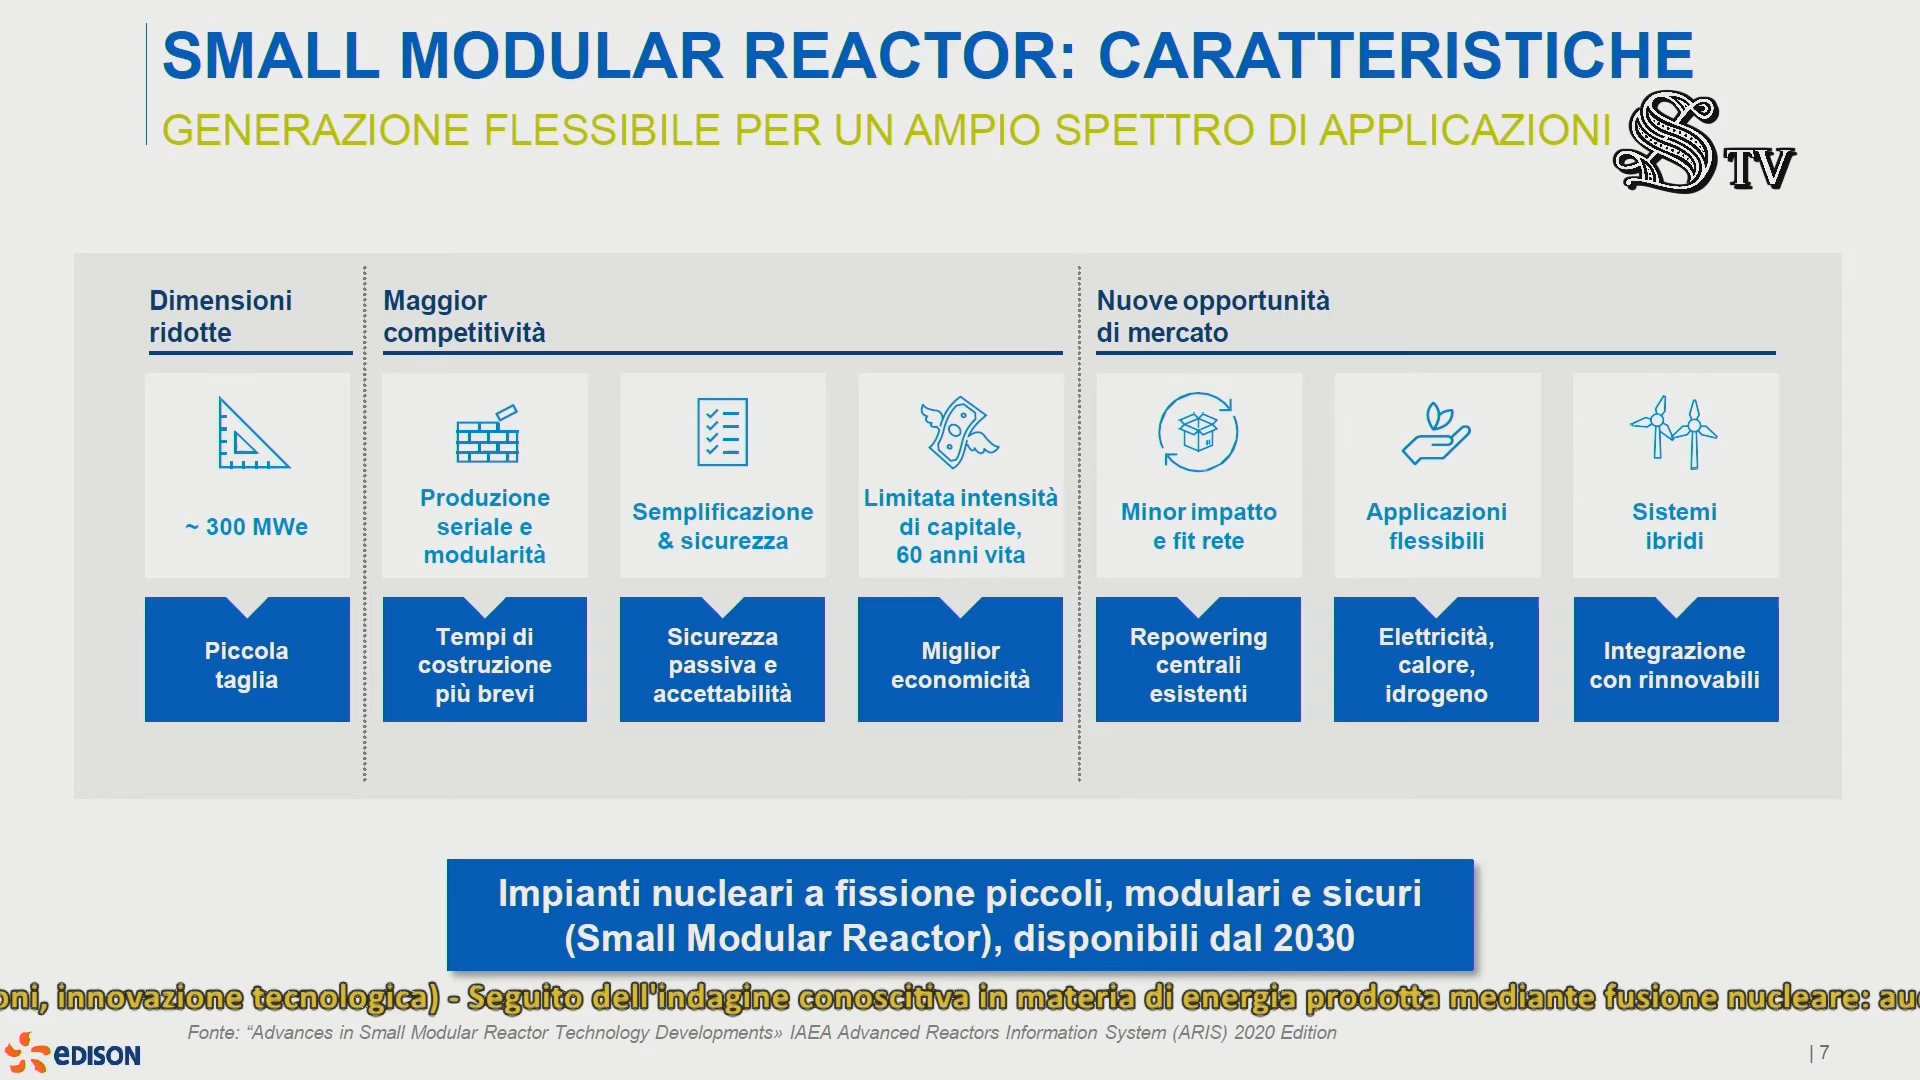 SMALL MODULAR REACTOR: CARATTERISTICHE
GENERAZIONE FLESSIBILE PER UN AMPIO SPETTRO DI APPLICAZIONI
S TV
Dimensioni
ridotte
Maggior
competitività
Nuove opportunità
di mercato
~ 300 MWe
Produzione
seriale e
modularità
Semplificazione
& sicurezza
Limitata intensità
di capitale,
60 anni vita
Minor impatto
e fit rete
Applicazioni
flessibili
Sistemi
ibridi
Piccola
taglia
Tempi di
costruzione
più brevi
Sicurezza
passiva e
accettabilità
Miglior
economicità
Repowering
centrali
esistenti
Elettricità,
calore,
idrogeno
Integrazione
con rinnovabili
Impianti nucleari a fissione piccoli, modulari e sicuri
(Small Modular Reactor), disponibili dal 2030
oni, innovazione tecnologica) - Seguito dell'indagine conoscitiva in materia di energia prodotta mediante fusione nucleare: au
Fonte: “Advances in Small Modular Reactor Technology Developments» IAEA Advanced Reactors Information System (ARIS) 2020 Edition
eDISON
| 7